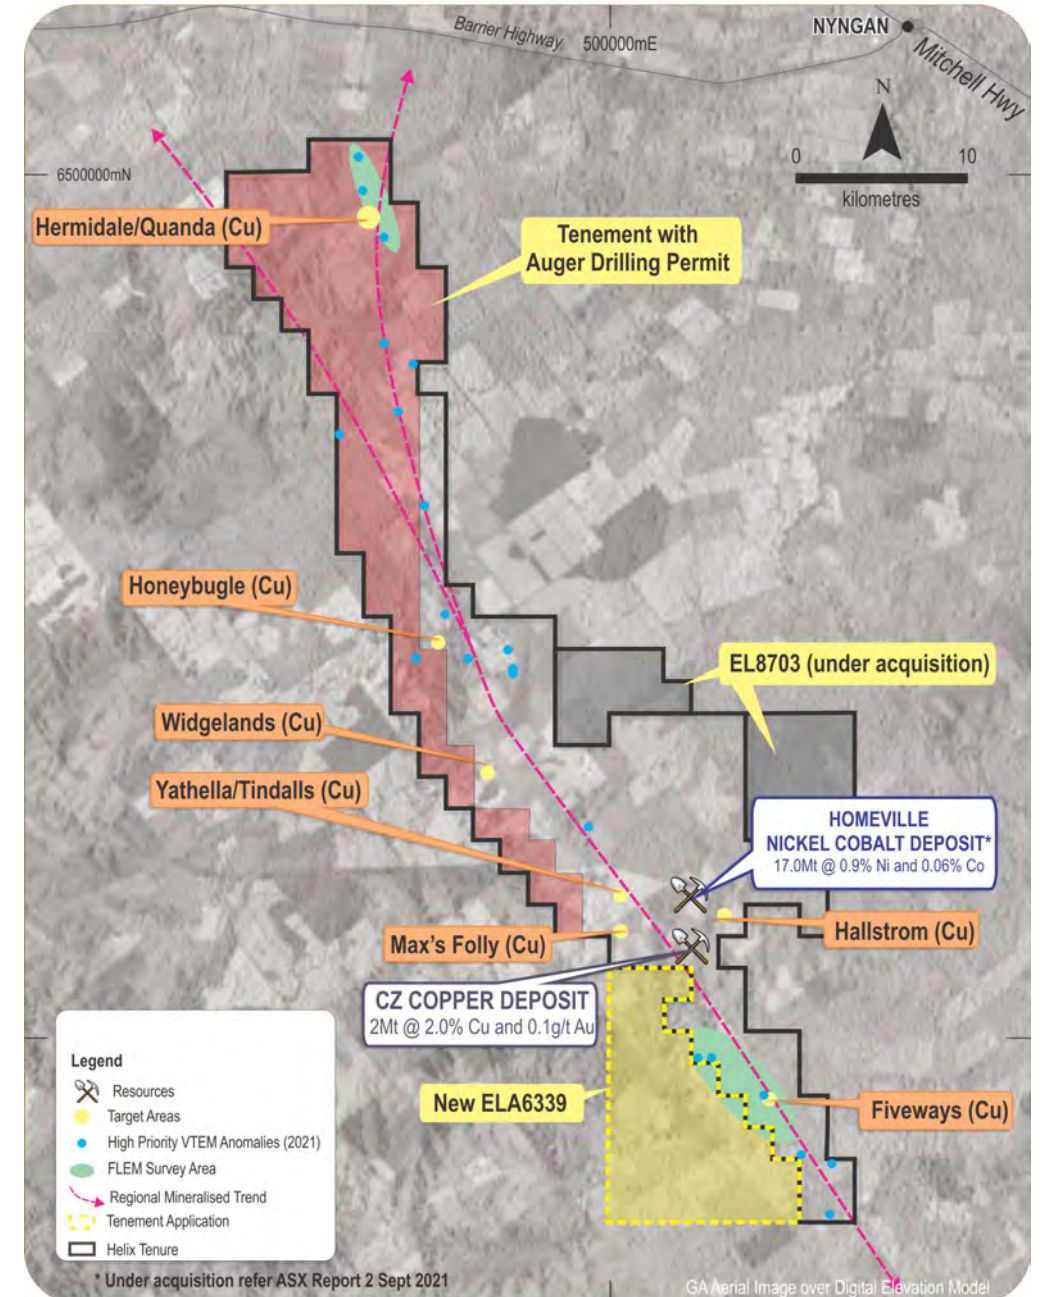 Barrier Highway
500000mE
NYNGAN
Mitchell Hwy
N
0 10
kilometres
6500000mN
Hermidale/Quanda (Cu)
Tenement with
Auger Drilling Permit
Honeybugle (Cu)
EL8703 (under acquisition)
Widgelands (Cu)
Yathella/Tindalls (Cu)
HOMEVILLE
NICKEL COBALT DEPOSIT*
17.0Mt @ 0.9% Ni and 0.06% Co
Hallstrom (Cu)
Max's Folly (Cu)
CZ COPPER DEPOSIT
2Mt @ 2.0% Cu and 0.1g/t Au
New ELA6339
Fiveways (Cu)
Legend
Resources
Target Areas
High Priority VTEM Anomalies (2021)
FLEM Survey Area
Regional Mineralised Trend
Tenement Application
Helix Tenure
* Under acquisition refer ASX Report 2 Sept 2021
GA Aerial Image over Digital Elevation Model